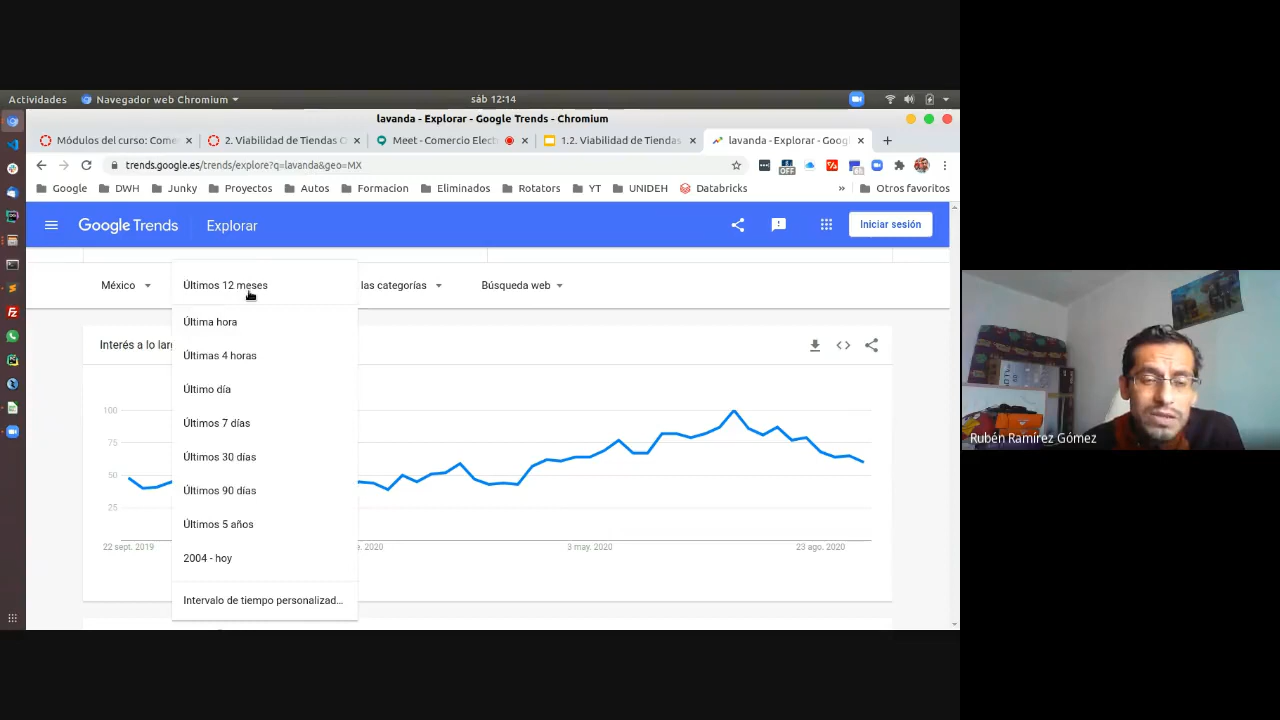 Actividades Navegador web Chromium sáb 12:14
lavanda - Explorar - Google Trends - Chromium
Módulos del curso: Come 2. Viabilidad de Tiendas O Meet - Comercio Elect 1.2. Viabilidad de Tiendas lavanda - Explorar - Goog
trends.google.es/trends/explore?q=lavanda&geo=MX
Google DWH Junky Proyectos Autos Formacion Eliminados Rotators YT UNIDEH Databricks » Otros favoritos
Google Trends Explorar Iniciar sesión
México Últimos 12 meses las categorías Búsqueda web
Última hora
Interés a lo larg
Últimas 4 horas
Último día
Últimos 7 días
Últimos 30 días
Últimos 90 días
Últimos 5 años
2004 - hoy
Intervalo de tiempo personalizad...
100
75
50
25
22 sept. 2019 e. 2020 3 may. 2020 23 ago. 2020
Rubén Ramírez Gómez